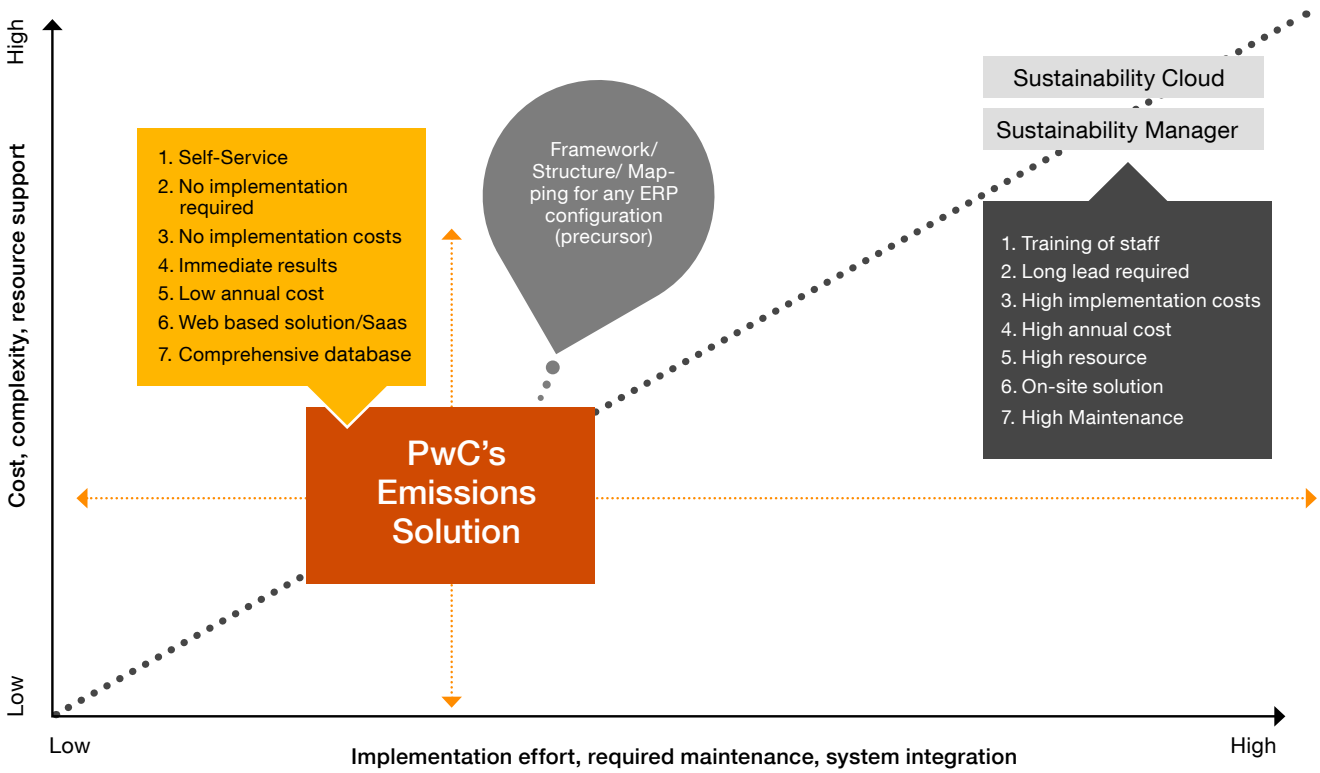 High
Cost, complexity, resource support
Low
1. Self-Service
2. No implementation
required
3. No implementation costs
4. Immediate results
5. Low annual cost
6. Web based solution/Saas
7. Comprehensive database
Framework/
Structure/ Map-
ping for any ERP
configuration
(precursor)
Sustainability Cloud
Sustainability Manager
1. Training of staff
2. Long lead required
3. High implementation costs
4. High annual cost
5. High resource
6. On-site solution
7. High Maintenance
PwC’s
Emissions
Solution
Low
Implementation effort, required maintenance, system integration
High